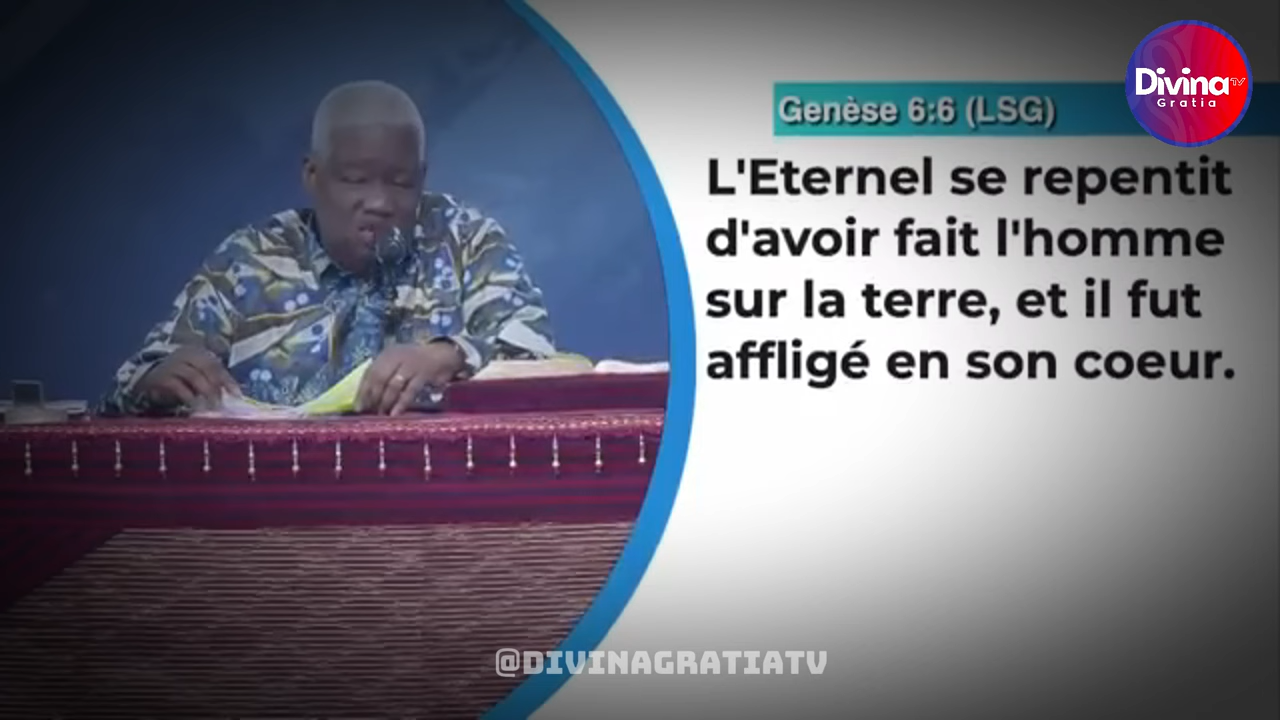 Divina TV
Gratia
Genèse 6:6 (LSG)
L'Eternel se repentit
d'avoir fait l'homme
sur la terre, et il fut
affligé en son coeur.
@DIVINAGRATIATV